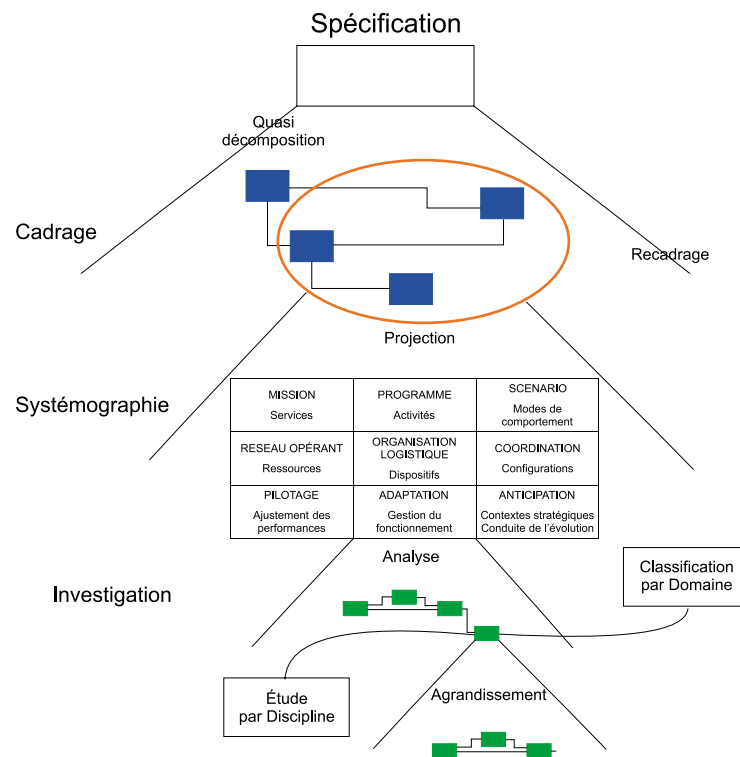 Spécification
Quasi
décomposition
Cadrage
Recadrage
Projection
Systémographie
MISSION
Services
PROGRAMME
Activités
SCENARIO
Modes de
comportement
RESEAU OPÉRANT
Ressources
ORGANISATION
LOGISTIQUE
Dispositifs
COORDINATION
Configurations
PILOTAGE
Ajustement des
performances
ADAPTATION
Gestion du
fonctionnement
ANTICIPATION
Contextes stratégiques
Conduite de l'évolution
Analyse
Investigation
Classification
par Domaine
Étude
par Discipline
Agrandissement